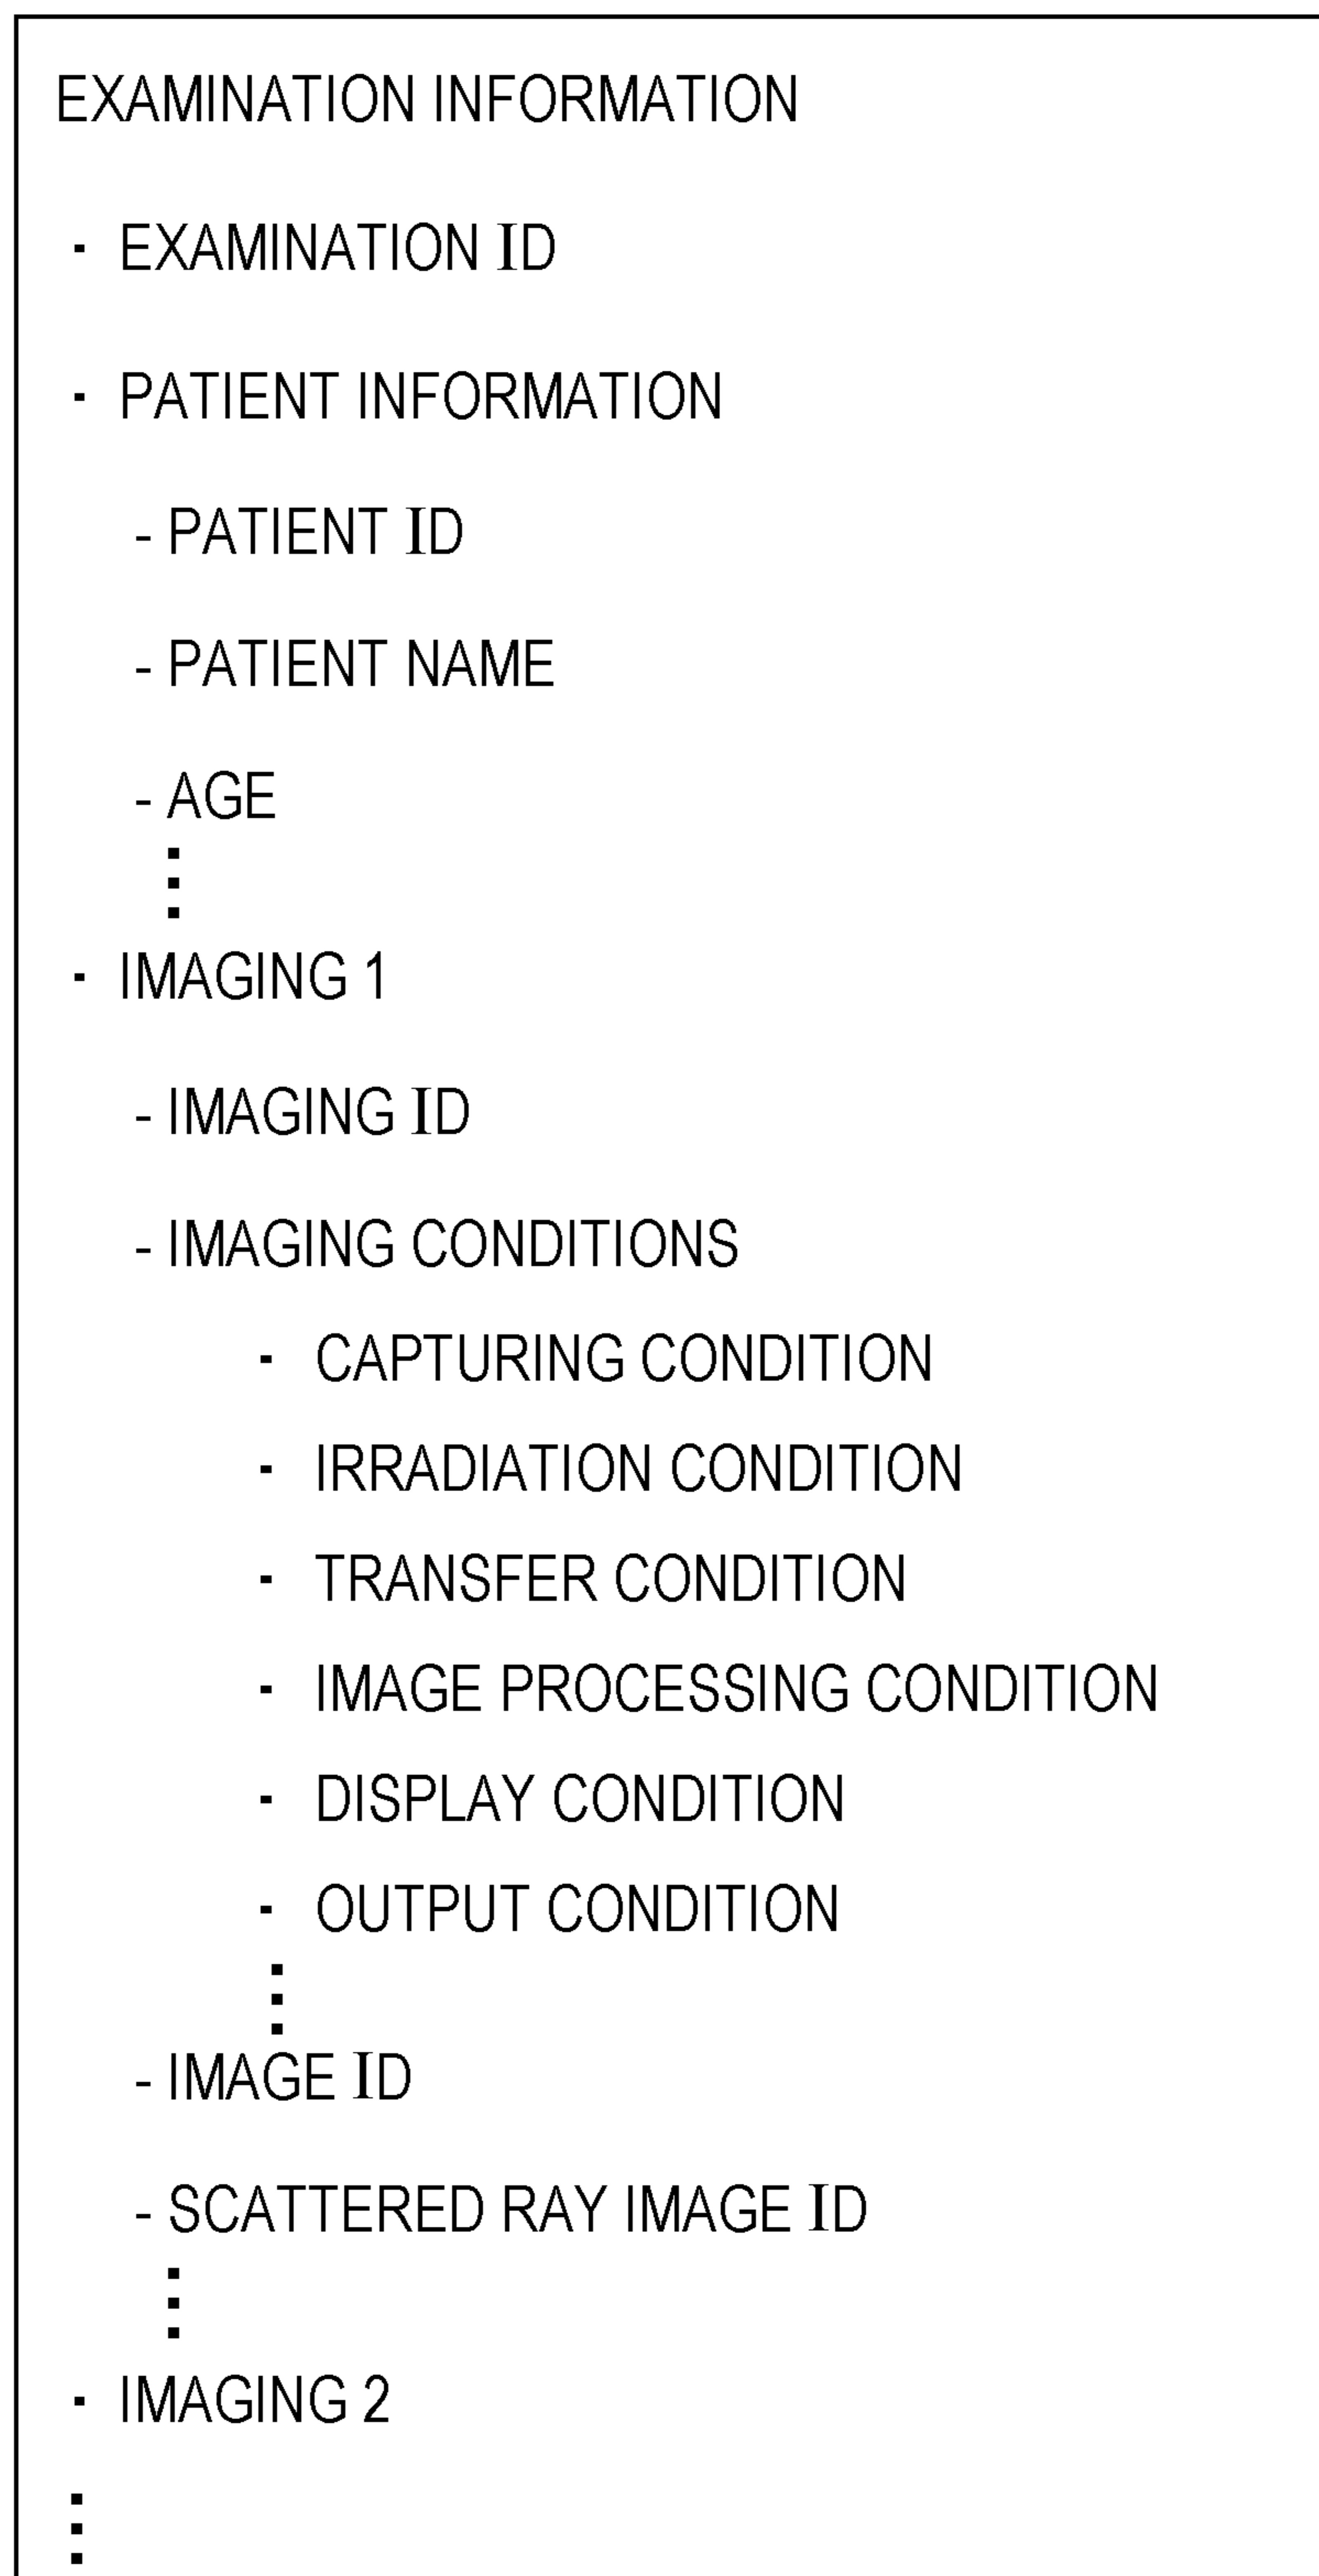 EXAMINATION INFORMATION
· EXAMINATION ID
· PATIENT INFORMATION
- PATIENT ID
- PATIENT NAME
- AGE
⋮
· IMAGING 1
- IMAGING ID
- IMAGING CONDITIONS
· CAPTURING CONDITION
· IRRADIATION CONDITION
· TRANSFER CONDITION
· IMAGE PROCESSING CONDITION
· DISPLAY CONDITION
· OUTPUT CONDITION
⋮
- IMAGE ID
- SCATTERED RAY IMAGE ID
⋮
· IMAGING 2
⋮